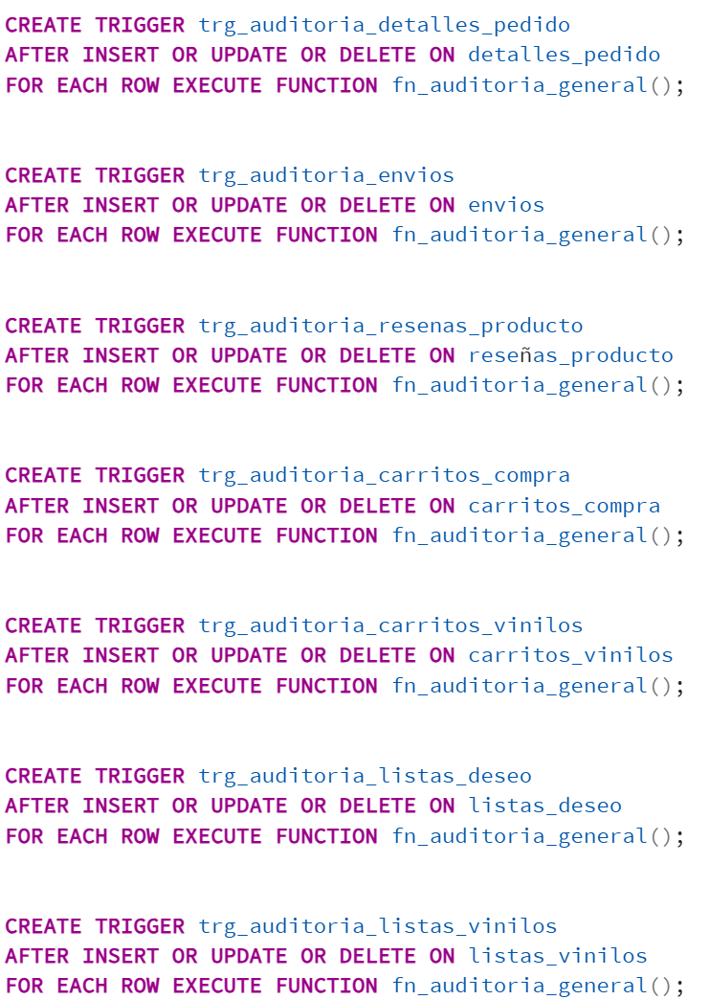 CREATE TRIGGER trg_auditoria_detalles_pedido
AFTER INSERT OR UPDATE OR DELETE ON detalles_pedido
FOR EACH ROW EXECUTE FUNCTION fn_auditoria_general();
CREATE TRIGGER trg_auditoria_envios
AFTER INSERT OR UPDATE OR DELETE ON envios
FOR EACH ROW EXECUTE FUNCTION fn_auditoria_general();
CREATE TRIGGER trg_auditoria_resenas_producto
AFTER INSERT OR UPDATE OR DELETE ON reseñas_producto
FOR EACH ROW EXECUTE FUNCTION fn_auditoria_general();
CREATE TRIGGER trg_auditoria_carritos_compra
AFTER INSERT OR UPDATE OR DELETE ON carritos_compra
FOR EACH ROW EXECUTE FUNCTION fn_auditoria_general();
CREATE TRIGGER trg_auditoria_carritos_vinilos
AFTER INSERT OR UPDATE OR DELETE ON carritos_vinilos
FOR EACH ROW EXECUTE FUNCTION fn_auditoria_general();
CREATE TRIGGER trg_auditoria_listas_deseo
AFTER INSERT OR UPDATE OR DELETE ON listas_deseo
FOR EACH ROW EXECUTE FUNCTION fn_auditoria_general();
CREATE TRIGGER trg_auditoria_listas_vinilos
AFTER INSERT OR UPDATE OR DELETE ON listas_vinilos
FOR EACH ROW EXECUTE FUNCTION fn_auditoria_general();